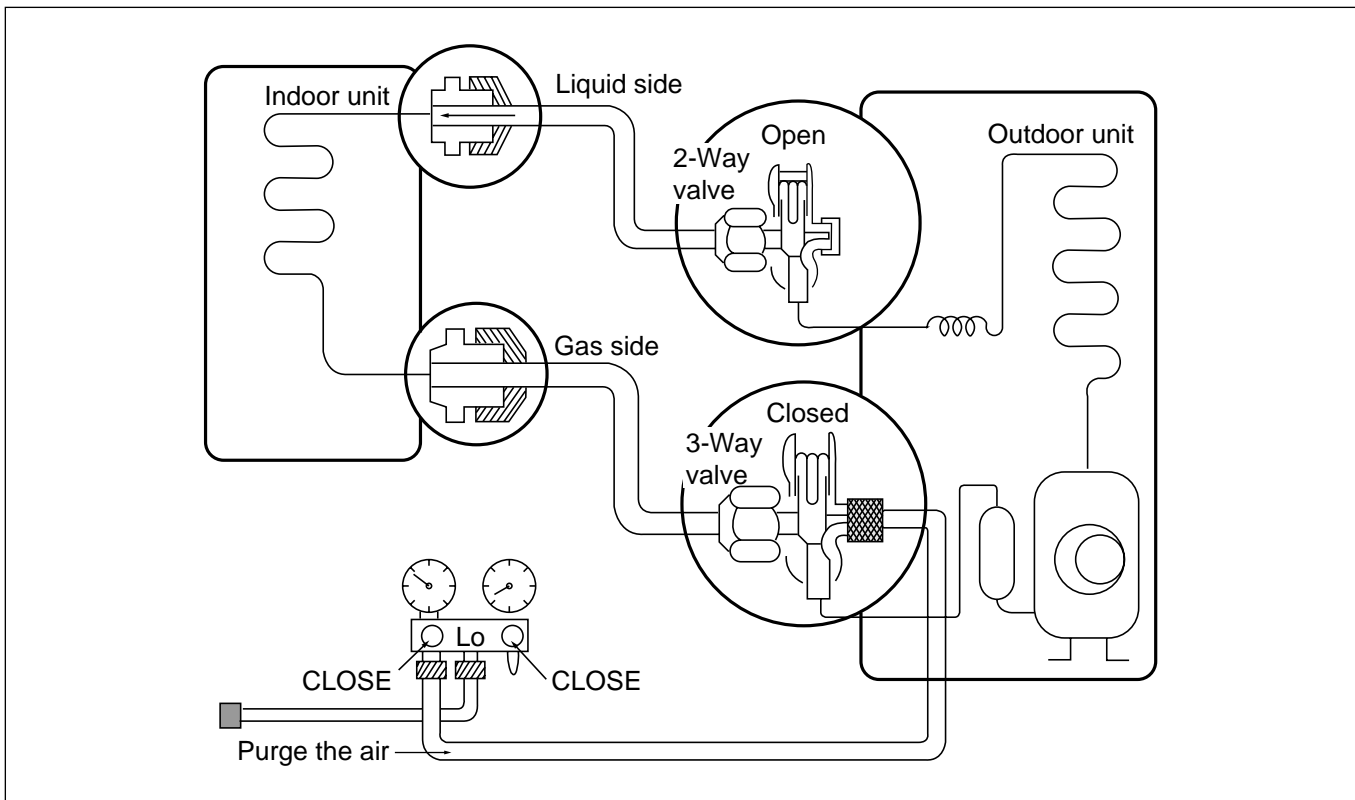 Indoor unit
Liquid side
Open
2-Way
valve
Outdoor unit
Gas side
Closed
3-Way
valve
Lo
CLOSE
CLOSE
Purge the air